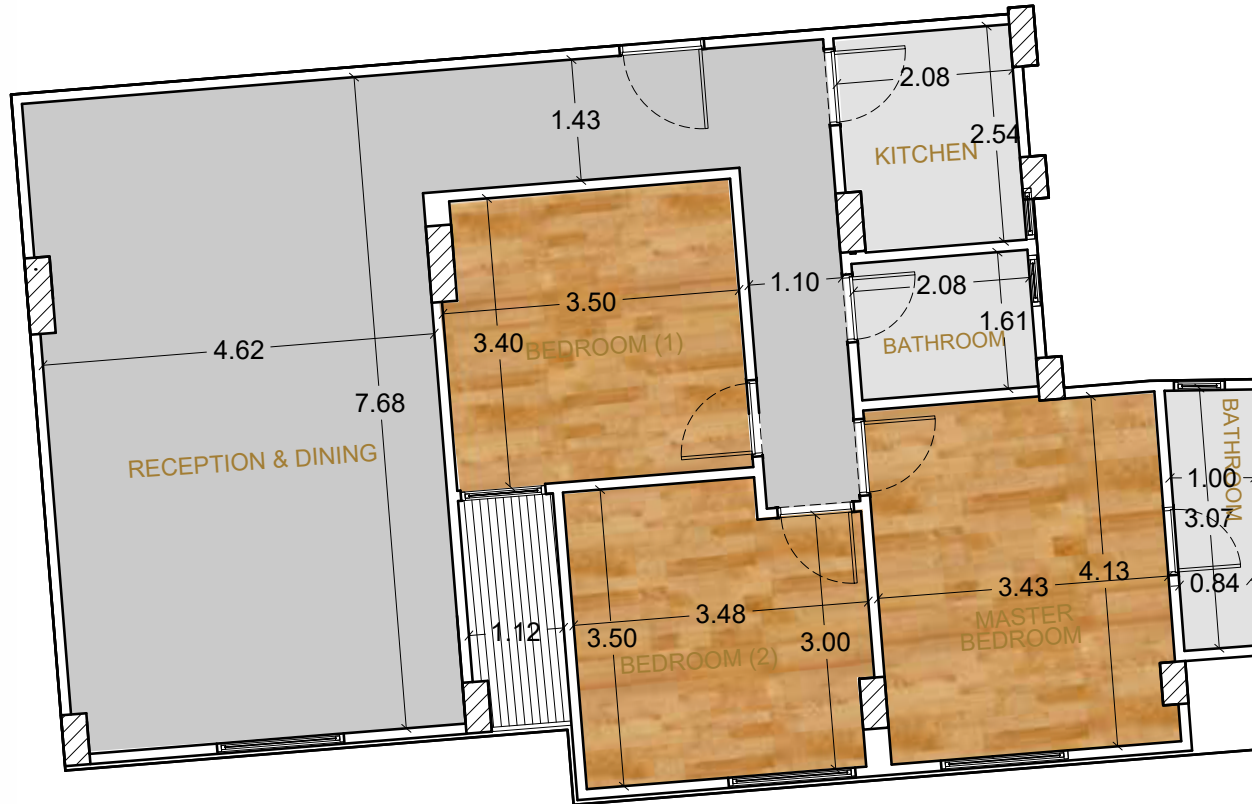 2.08
1.43
2.54
KITCHEN
1.10
2.08
3.50
1.61
3.40
BEDROOM (1)
BATHROOM
4.62
7.68
RECEPTION & DINING
BATHROOM
1.00
3.07
4.13
0.84
3.43
3.48
MASTER
BEDROOM
1.12
3.50
3.00
BEDROOM (2)